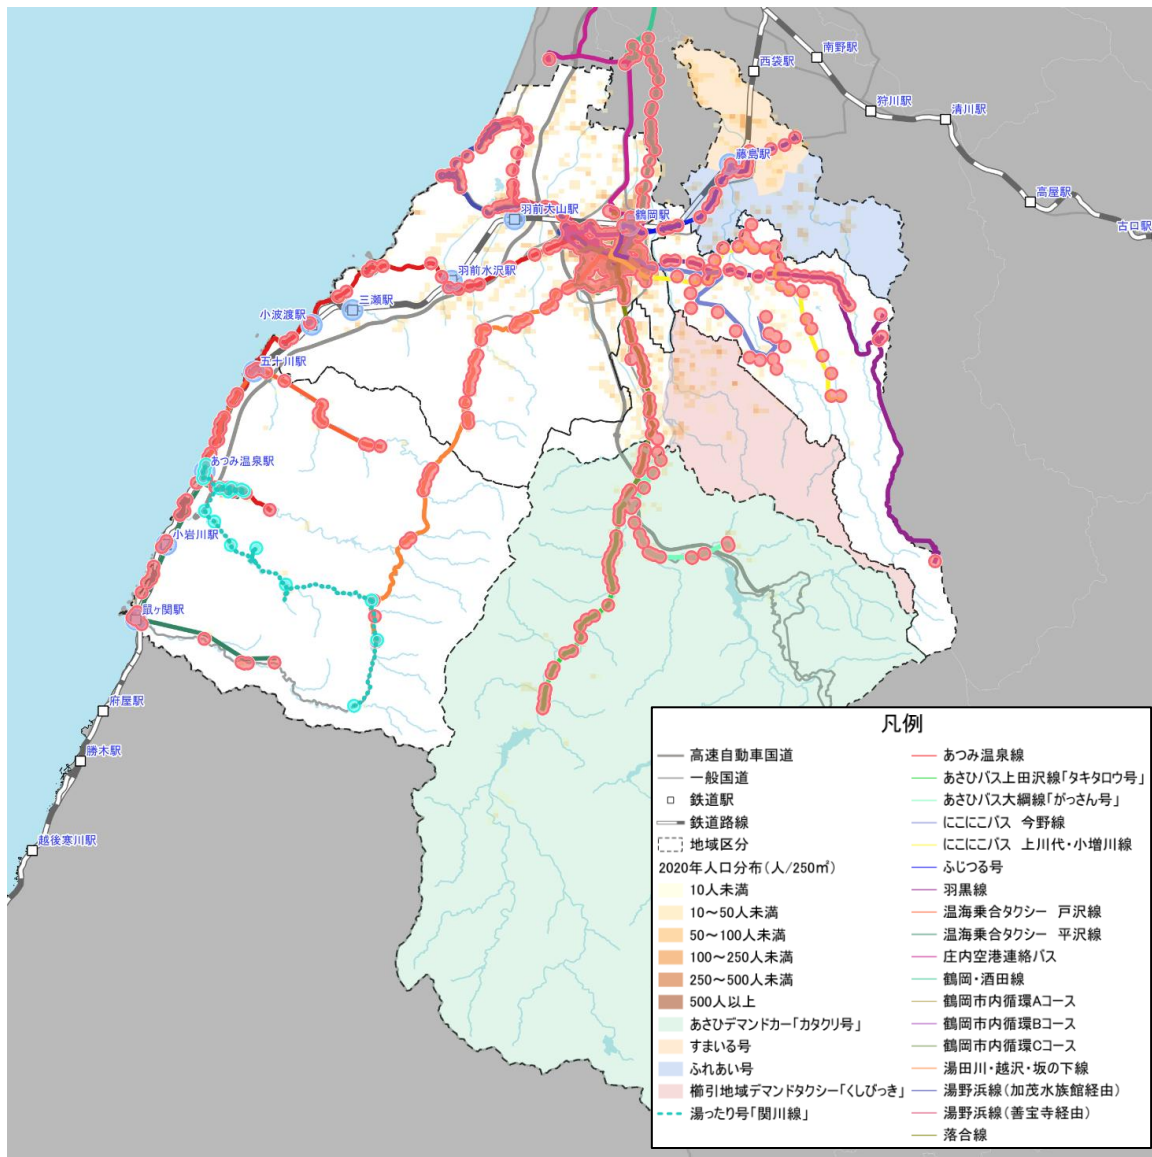 南野駅
西袋駅
狩川駅
清川駅
藤島駅
高屋駅
古口駅
羽前大山駅
鶴岡駅
羽前水沢駅
三瀬駅
小波渡駅
五十川駅
あつみ温泉駅
小岩川駅
鼠ヶ関駅
府屋駅
勝木駅
越後寒川駅
凡例
高速自動車国道
一般国道
鉄道駅
鉄道路線
地域区分
2020年人口分布(人/250㎡)
10人未満
10～50人未満
50～100人未満
100～250人未満
250～500人未満
500人以上
あさひデマンドカー「カタクリ号」
すまいる号
ふれあい号
櫛引地域デマンドタクシー「くしびっき」
湯ったり号「関川線」
あつみ温泉線
あさひバス上田沢線「タキタロウ号」
あさひバス大網線「がっさん号」
にこにこバス　今野線
にこにこバス　上川代・小増川線
ふじつる号
羽黒線
温海乗合タクシー　戸沢線
温海乗合タクシー　平沢線
庄内空港連絡バス
鶴岡・酒田線
鶴岡市内循環Aコース
鶴岡市内循環Bコース
鶴岡市内循環Cコース
湯田川・越沢・坂の下線
湯野浜線(加茂水族館経由)
湯野浜線(善宝寺経由)
落合線